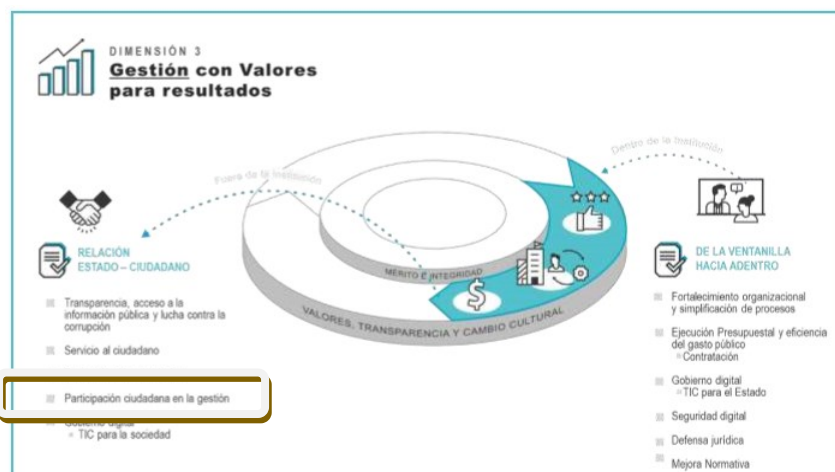 DIMENSIÓN 3
Gestión con Valores
para resultados
Fuera de la Institución
Dentro de la Institución
MÉRITO E INTEGRIDAD
VALORES, TRANSPARENCIA Y CAMBIO CULTURAL
$
RELACIÓN
ESTADO – CIUDADANO
Transparencia, acceso a la
información pública y lucha contra la
corrupción
Servicio al ciudadano
Participación ciudadana en la gestión
Gobierno digital
TIC para la sociedad
DE LA VENTANILLA
HACIA ADENTRO
Fortalecimiento organizacional
y simplificación de procesos
Ejecución Presupuestal y eficiencia
del gasto público
Contratación
Gobierno digital
TIC para el Estado
Seguridad digital
Defensa jurídica
Mejora Normativa